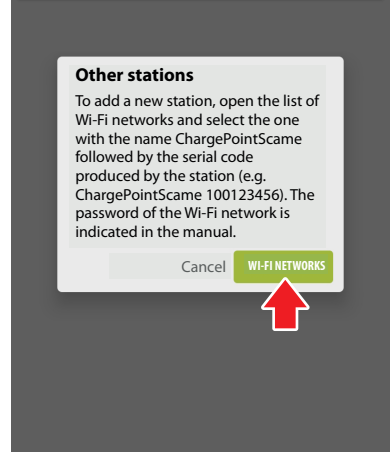 Other stations
To add a new station, open the list of
Wi-Fi networks and select the one
with the name ChargePointScame
followed by the serial code
produced by the station (e.g.
ChargePointScame 100123456). The
password of the Wi-Fi network is
indicated in the manual.
Cancel WI-FI NETWORKS